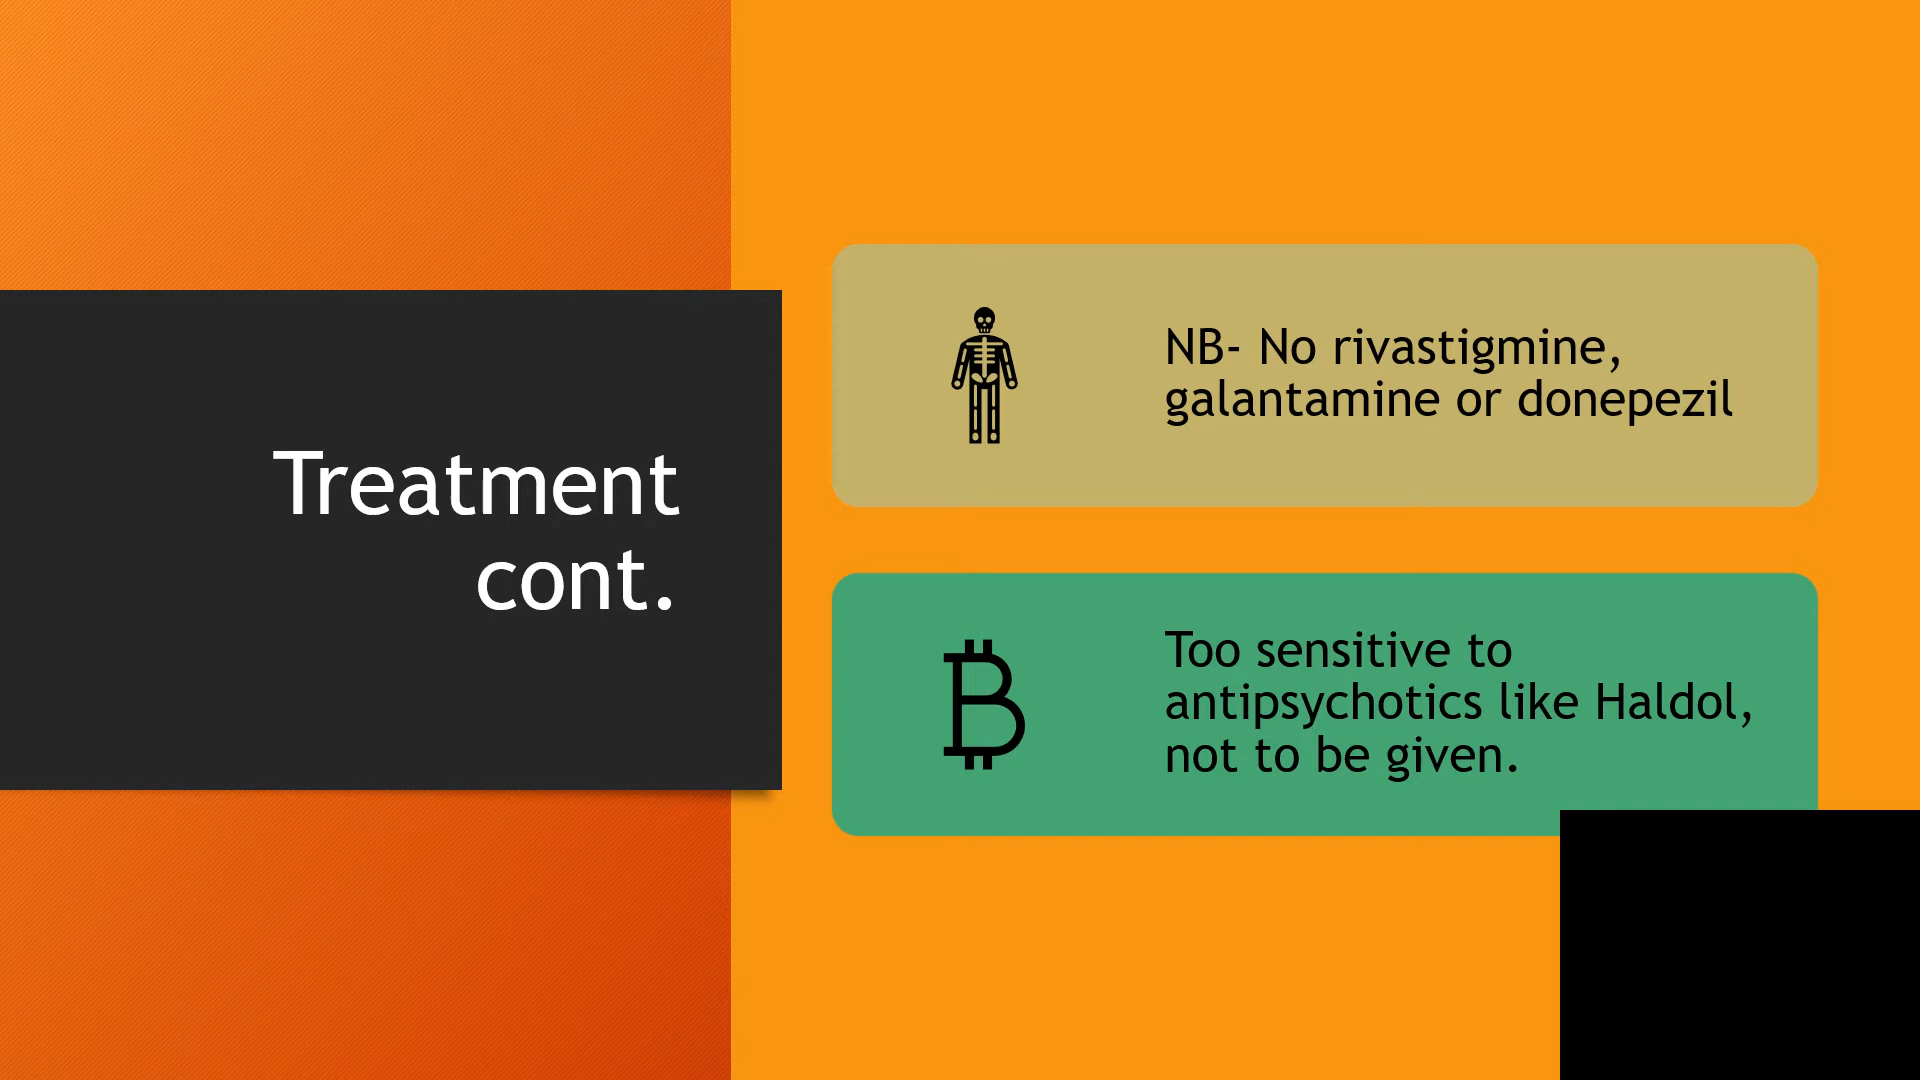 Treatment
cont.
NB- No rivastigmine,
galantamine or donepezil
Too sensitive to
antipsychotics like Haldol,
not to be given.